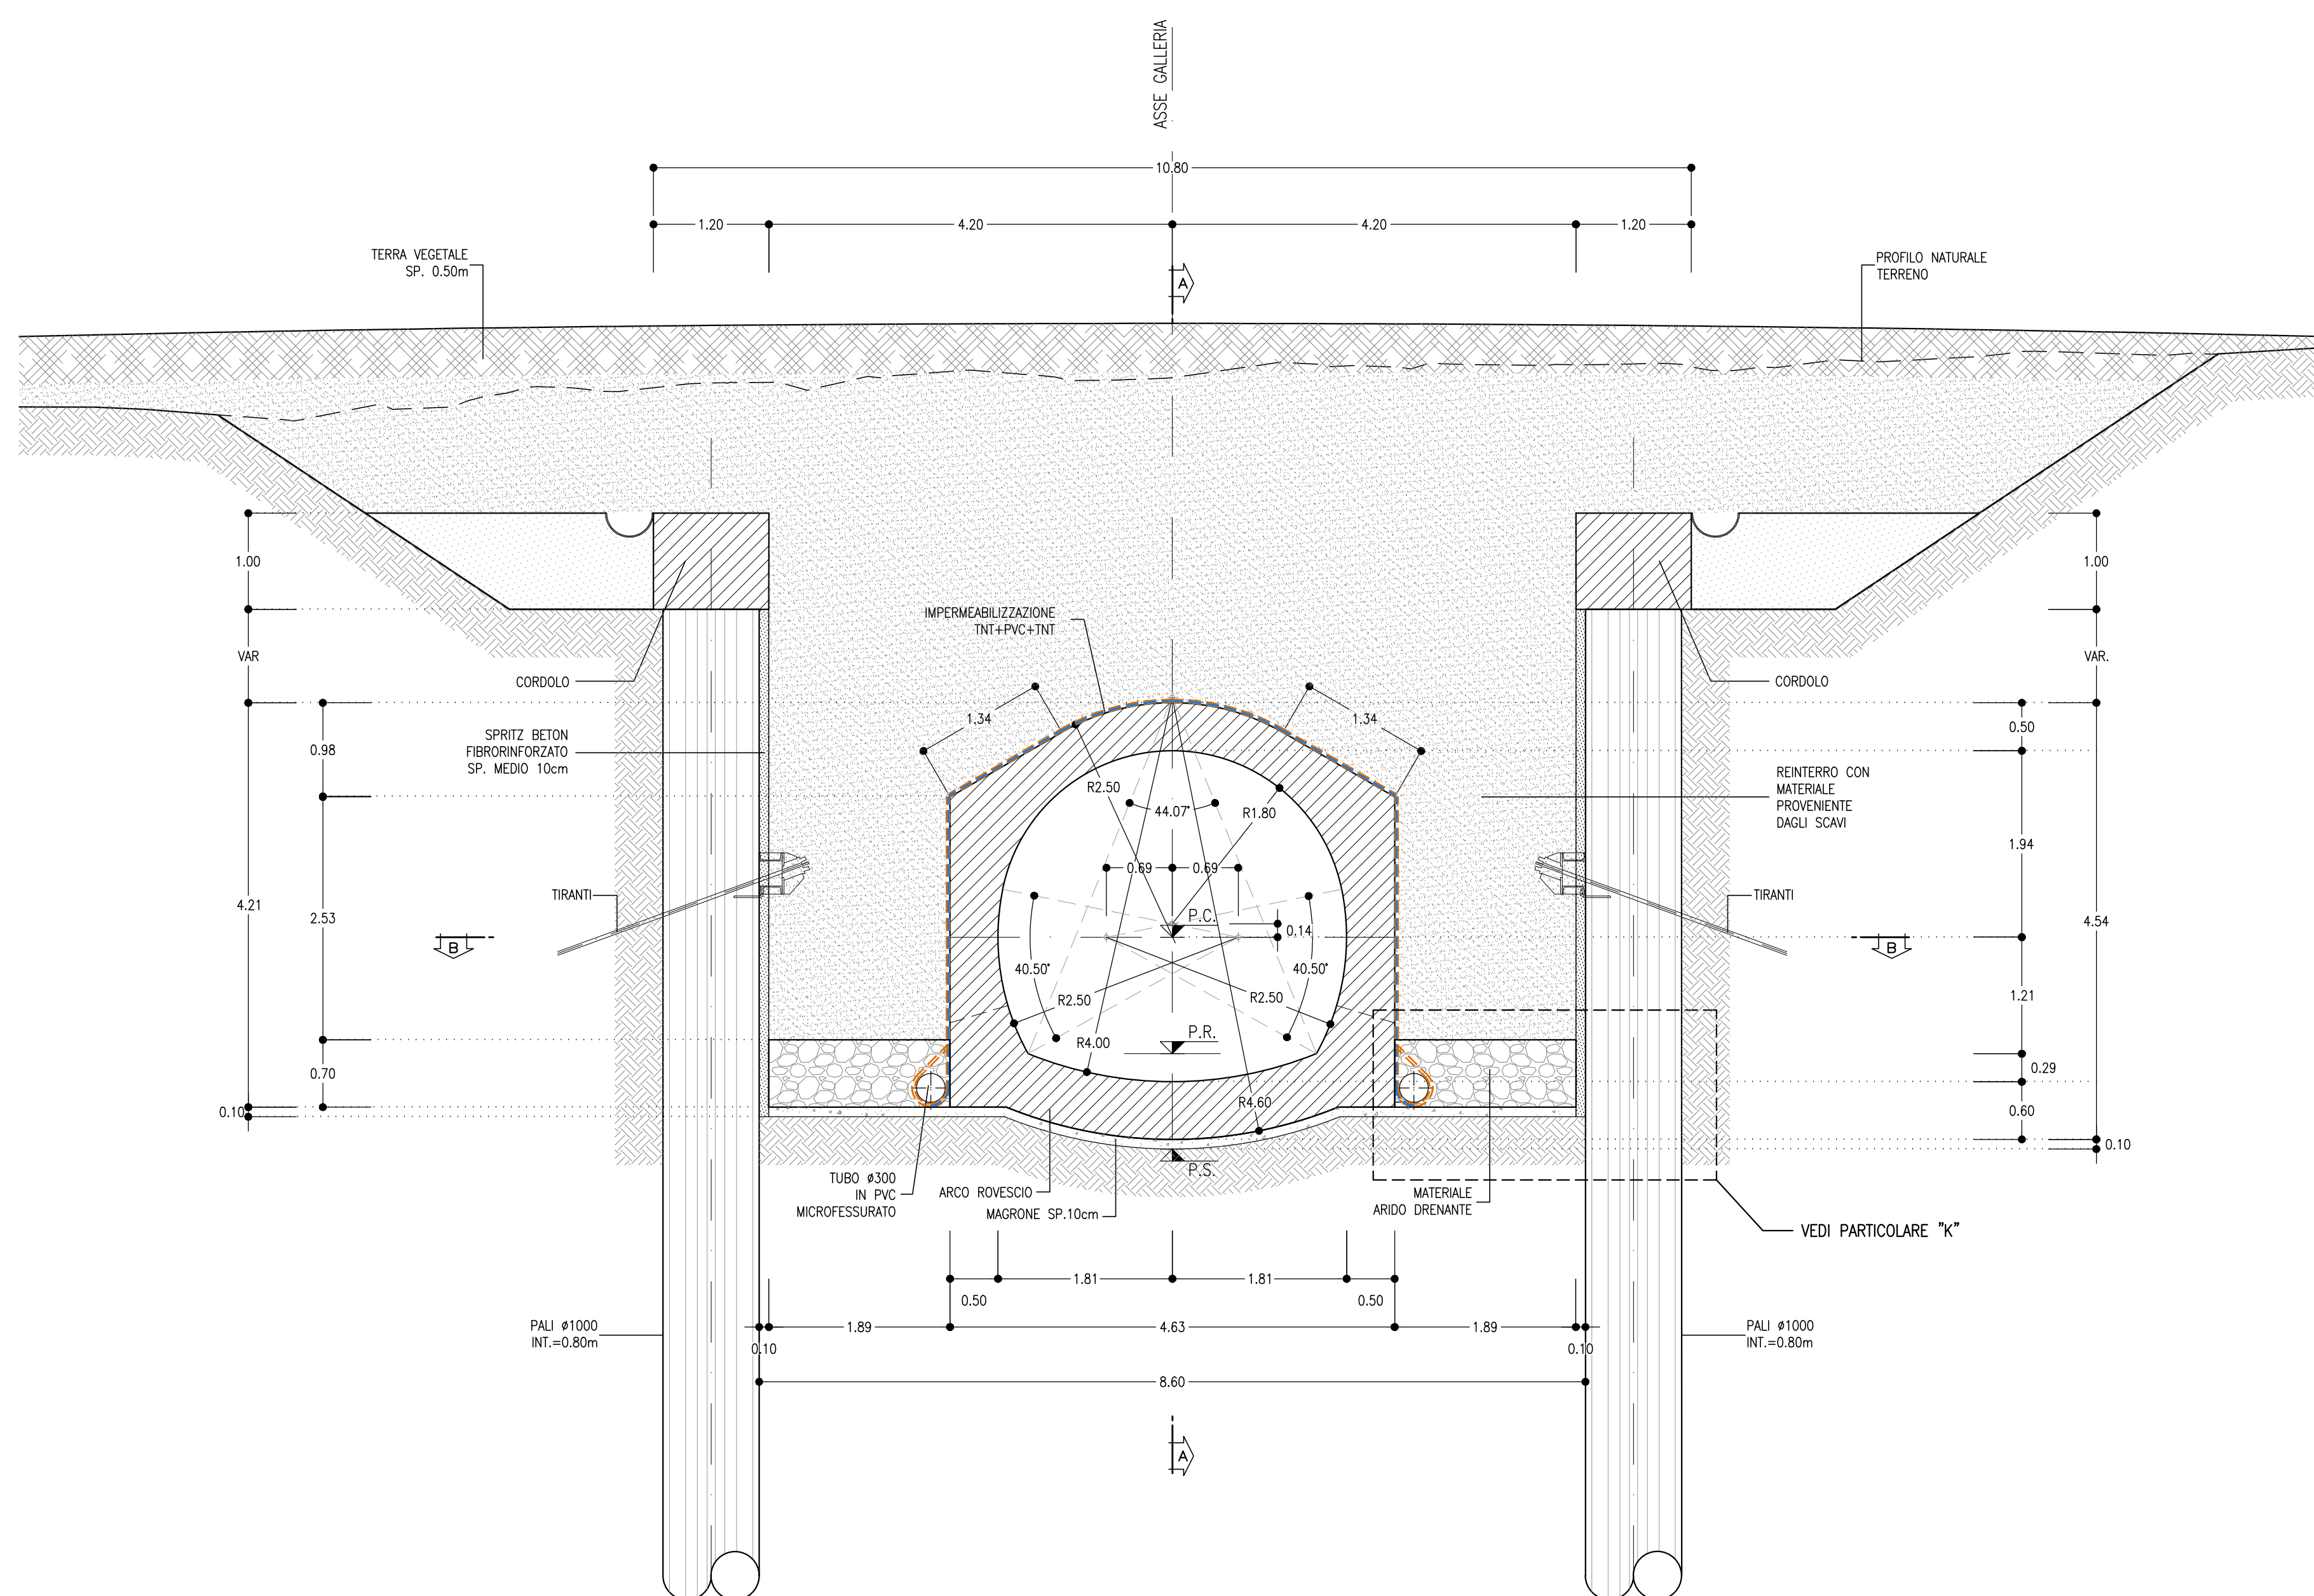 ASSE GALLERIA
10.80
1.20
4.20
4.20
1.20
TERRA VEGETALE
SP. 0.50m
PROFILO NATURALE
TERRENO
A
1.00
1.00
VAR
VAR.
IMPERMEABILIZZAZIONE
TNT+PVC+TNT
CORDOLO
CORDOLO
1.34
1.34
0.98
0.50
SPRITZ BETON
FIBRORINFORZATO
SP. MEDIO 10cm
REINTERRO CON
MATERIALE
PROVENIENTE
DAGLI SCAVI
R2.50
44.07°
R1.80
1.94
0.69
0.69
TIRANTI
TIRANTI
4.21
2.53
4.54
P.C.
0.14
B
B
40.50°
40.50°
R2.50
R2.50
1.21
P.R.
R4.00
0.70
0.29
0.10
R4.60
0.60
0.10
P.S.
TUBO ø300
IN PVC
MICROFESSURATO
ARCO ROVESCIO
MAGRONE SP.10cm
MATERIALE
ARIDO DRENANTE
VEDI PARTICOLARE "K"
1.81
1.81
0.50
0.50
1.89
4.63
1.89
0.10
0.10
PALI ø1000
INT.=0.80m
PALI ø1000
INT.=0.80m
8.60
A